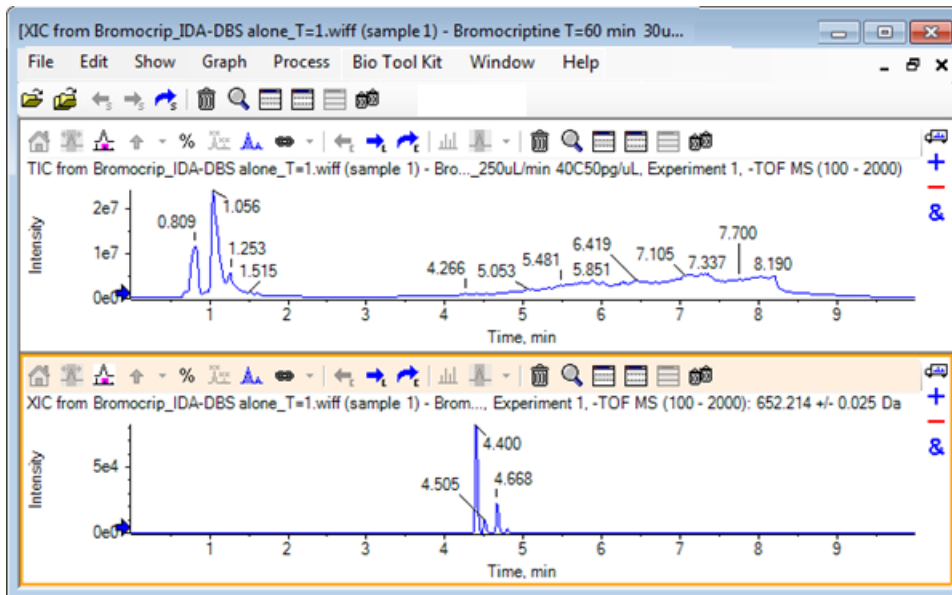 [XIC from Bromocrip_IDA-DBS alone_T=1.wiff (sample 1) - Bromocriptine T=60 min 30u...
File Edit Show Graph Process Bio Tool Kit Window Help
%
TIC from Bromocrip_IDA-DBS alone_T=1.wiff (sample 1) - Bro..._250uL/min 40C50pg/uL, Experiment 1, -TOF MS (100 - 2000)
Intensity
2e7
1e7
0e0
0.809
1.056
1.253
1.515
4.266
5.053
5.481
5.851
6.419
7.105
7.337
7.700
8.190
1 2 3 4 5 6 7 8 9
Time, min
%
XIC from Bromocrip_IDA-DBS alone_T=1.wiff (sample 1) - Brom..., Experiment 1, -TOF MS (100 - 2000): 652.214 +/- 0.025 Da
Intensity
5e4
0e0
4.400
4.505
4.668
1 2 3 4 5 6 7 8 9
Time, min